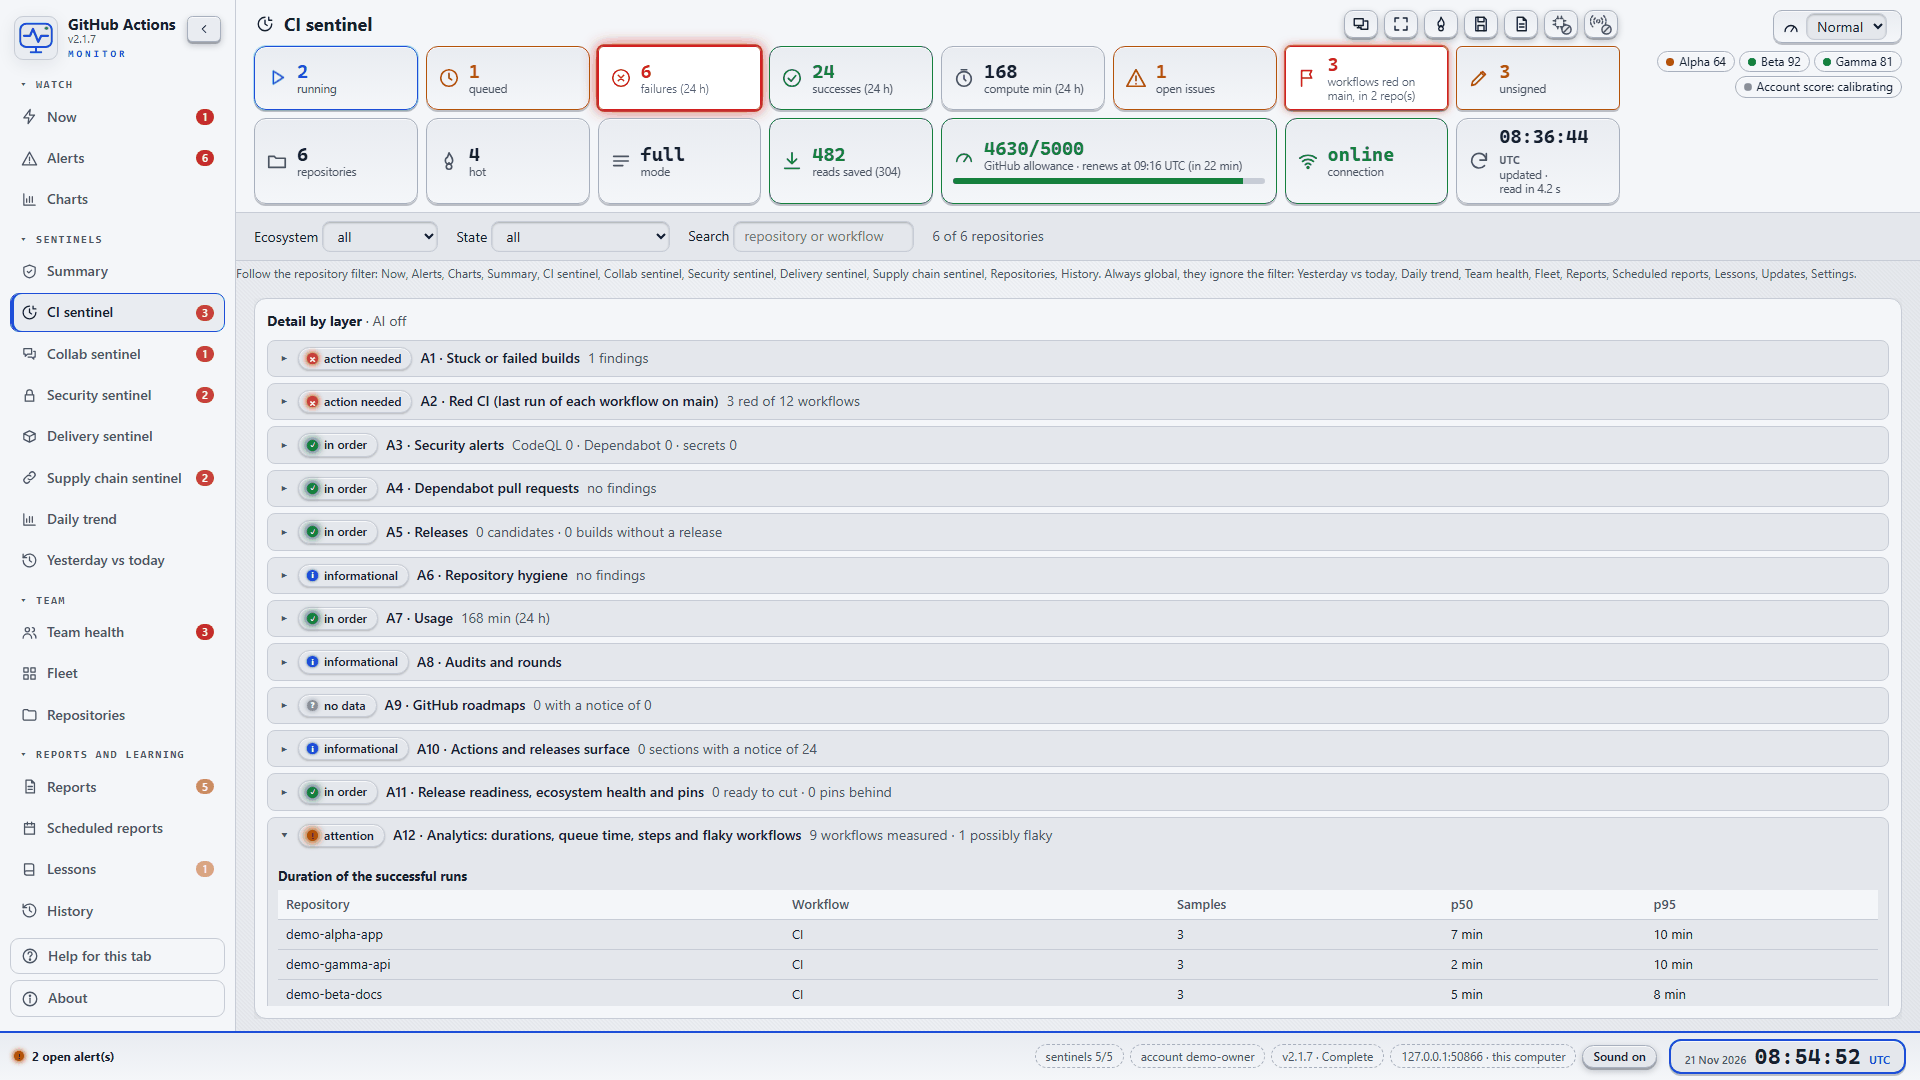 GitHub Actions
v2.1.7
MONITOR
WATCH
Now 1
Alerts 6
Charts
SENTINELS
Summary
CI sentinel 3
Collab sentinel 1
Security sentinel 2
Delivery sentinel
Supply chain sentinel 2
Daily trend
Yesterday vs today
TEAM
Team health 3
Fleet
Repositories
REPORTS AND LEARNING
Reports 5
Scheduled reports
Lessons 1
History
Help for this tab
About
CI sentinel
Normal
Alpha 64
Beta 92
Gamma 81
Account score: calibrating
2
running
1
queued
6
failures (24 h)
24
successes (24 h)
168
compute min (24 h)
1
open issues
3
workflows red on
main, in 2 repo(s)
3
unsigned
6
repositories
4
hot
full
mode
482
reads saved (304)
4630/5000
GitHub allowance · renews at 09:16 UTC (in 22 min)
online
connection
08:36:44
UTC
updated ·
read in 4.2 s
Ecosystem all State all Search repository or workflow 6 of 6 repositories
Follow the repository filter: Now, Alerts, Charts, Summary, CI sentinel, Collab sentinel, Security sentinel, Delivery sentinel, Supply chain sentinel, Repositories, History. Always global, they ignore the filter: Yesterday vs today, Daily trend, Team health, Fleet, Reports, Scheduled reports, Lessons, Updates, Settings.
Detail by layer · AI off
action needed A1 · Stuck or failed builds 1 findings
action needed A2 · Red CI (last run of each workflow on main) 3 red of 12 workflows
in order A3 · Security alerts CodeQL 0 · Dependabot 0 · secrets 0
in order A4 · Dependabot pull requests no findings
in order A5 · Releases 0 candidates · 0 builds without a release
informational A6 · Repository hygiene no findings
in order A7 · Usage 168 min (24 h)
informational A8 · Audits and rounds
no data A9 · GitHub roadmaps 0 with a notice of 0
informational A10 · Actions and releases surface 0 sections with a notice of 24
in order A11 · Release readiness, ecosystem health and pins 0 ready to cut · 0 pins behind
attention A12 · Analytics: durations, queue time, steps and flaky workflows 9 workflows measured · 1 possibly flaky
Duration of the successful runs
Repository Workflow Samples p50 p95
demo-alpha-app CI 3 7 min 10 min
demo-gamma-api CI 3 2 min 10 min
demo-beta-docs CI 3 5 min 8 min
2 open alert(s)
sentinels 5/5
account demo-owner
v2.1.7 · Complete
127.0.0.1:50866 · this computer
Sound on
21 Nov 2026 08:54:52 UTC